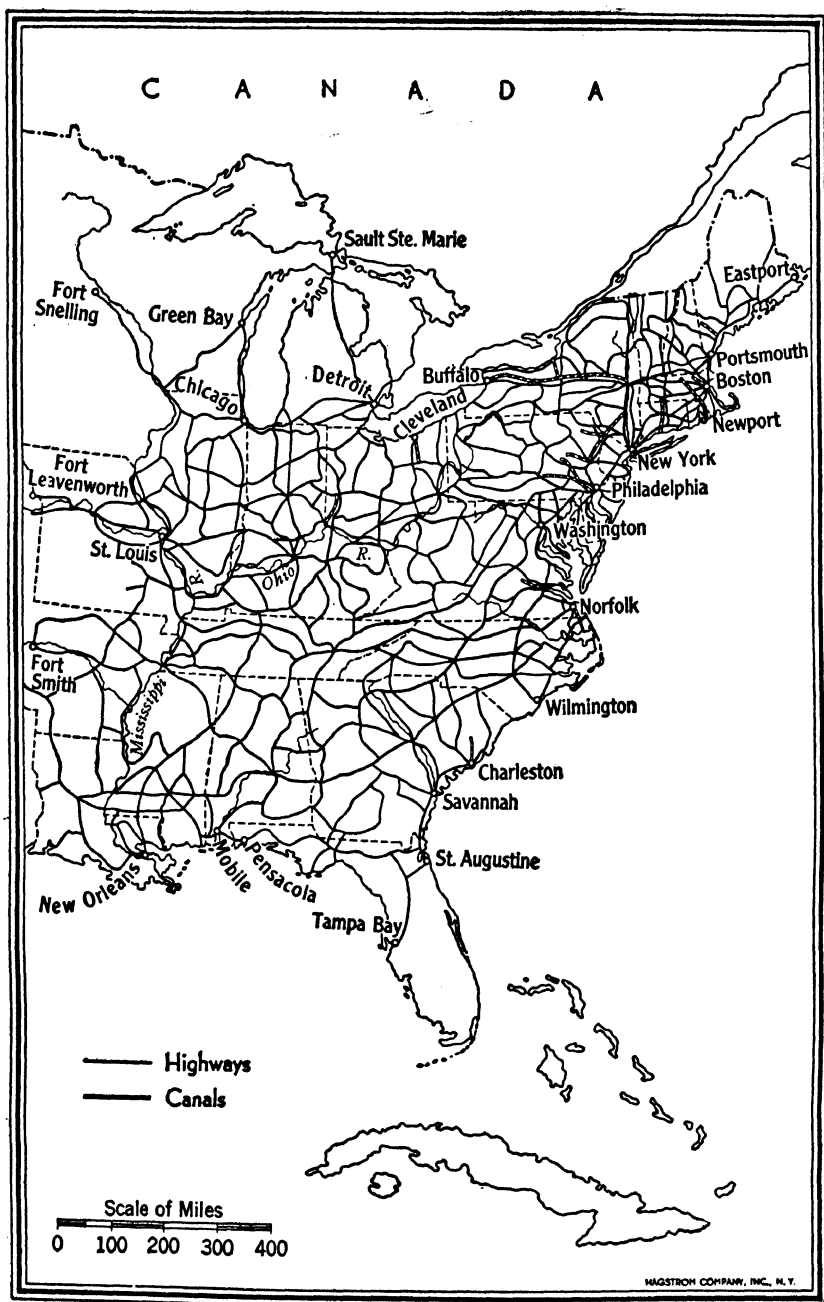 CANADA
Sault Ste. Marie
Eastport
Fort
Snelling
Green Bay
Portsmouth
Buffalo
Boston
Detroit
Chicago
Cleveland
Newport
New York
Fort
Leavenworth
Philadelphia
Washington
St. Louis
R.
Ohio
R.
Norfolk
Fort
Smith
Mississippi
Wilmington
Charleston
Savannah
St. Augustine
New Orleans
Mobile
Pensacola
Tampa Bay
Highways
Canals
Scale of Miles
0 100 200 300 400
HAGSTROM COMPANY, INC., N.Y.